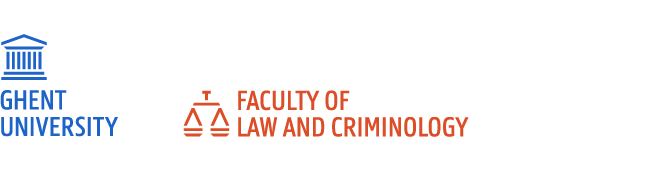 GHENT
UNIVERSITY
FACULTY OF
LAW AND CRIMINOLOGY